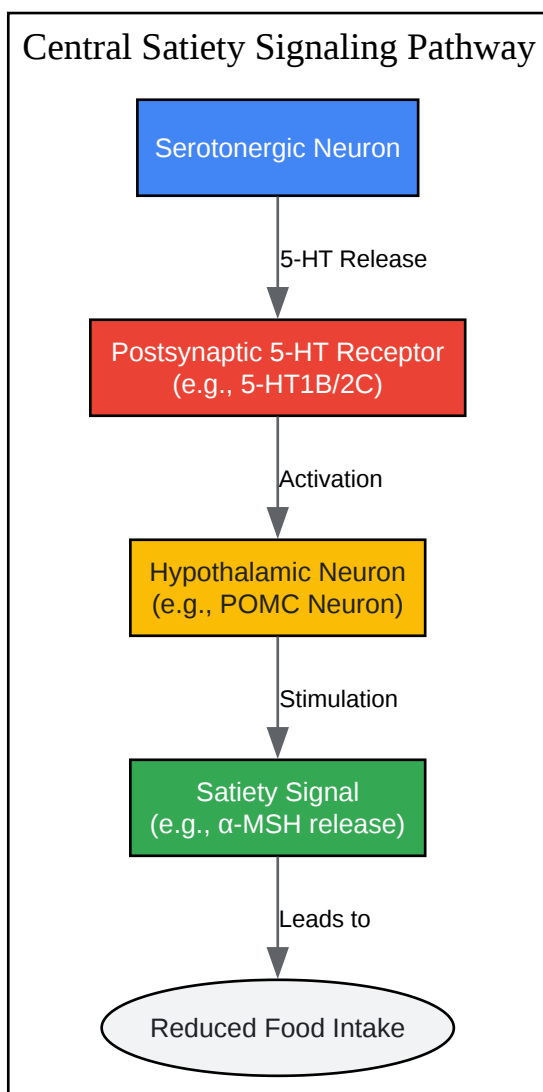 Central Satiety Signaling Pathway
Serotonergic Neuron
5-HT Release
Postsynaptic 5-HT Receptor
(e.g., 5-HT1B/2C)
Activation
Hypothalamic Neuron
(e.g., POMC Neuron)
Stimulation
Satiety Signal
(e.g., α-MSH release)
Leads to
Reduced Food Intake